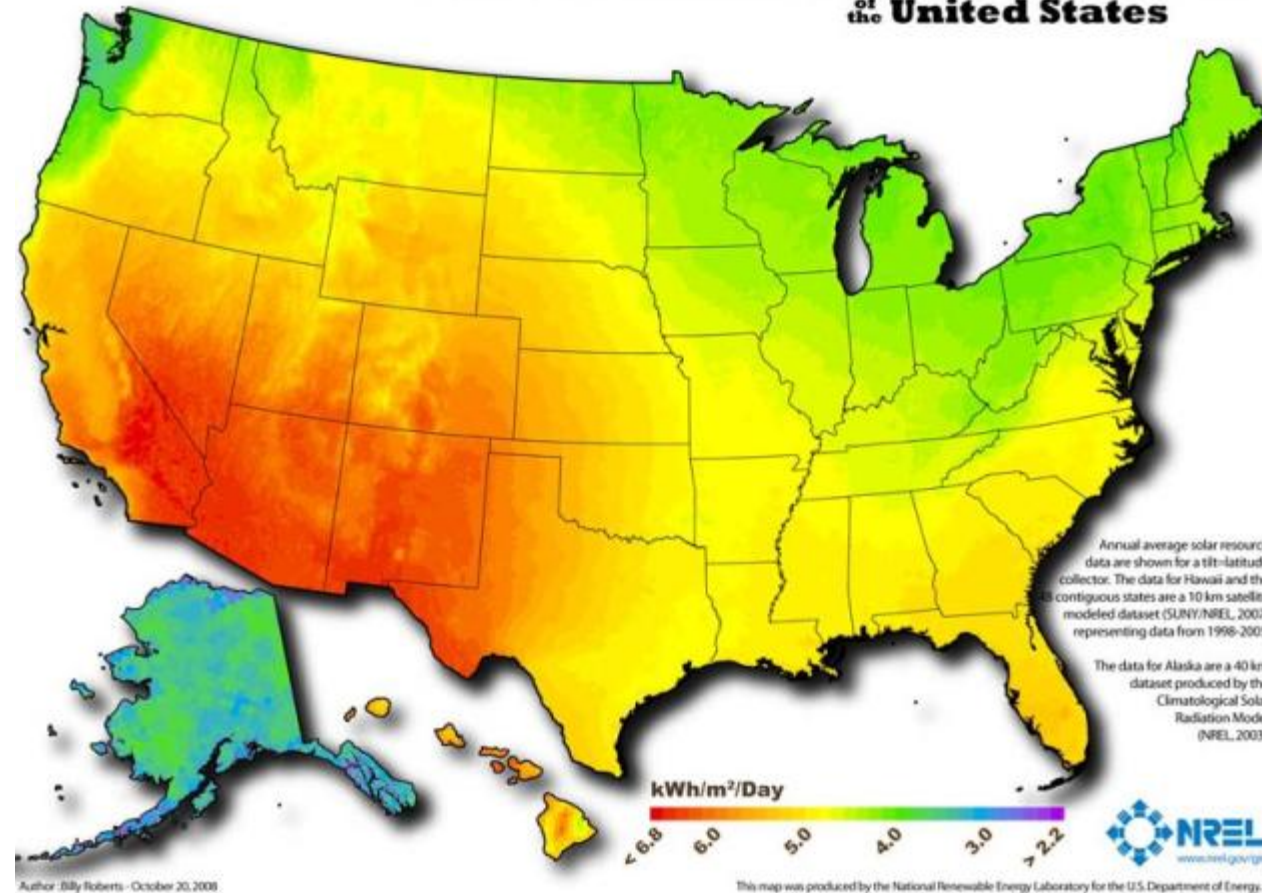 of
the United States
Annual average solar resourc
data are shown for a tilt=latitud
collector. The data for Hawaii and th
contiguous states are a 10 km satellit
modeled dataset (SUNY/NREL, 200
representing data from 1998-200
The data for Alaska are a 40 km
dataset produced by th
Climatological Sola
Radiation Mode
(NREL, 2003
kWh/m²/Day
< 6.8
6.0
5.0
4.0
3.0
> 2.2
NREL
Author : Billy Roberts - October 20, 2008
This map was produced by the National Renewable Energy Laboratory for the U.S. Department of Energy.